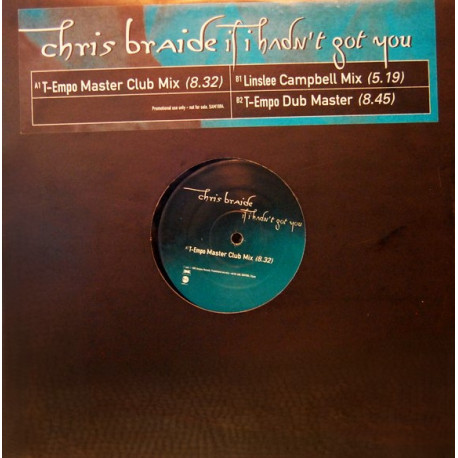 chris braide if i hadn't got you
A1 T-Empo Master Club Mix (8.32)
B1 Linslee Campbell Mix (5.19)
B2 T-Empo Dub Master (8.45)
Promotional use only - not for sale.
chris braide
if i hadn't got you
A T-Empo Master Club Mix (8.32)